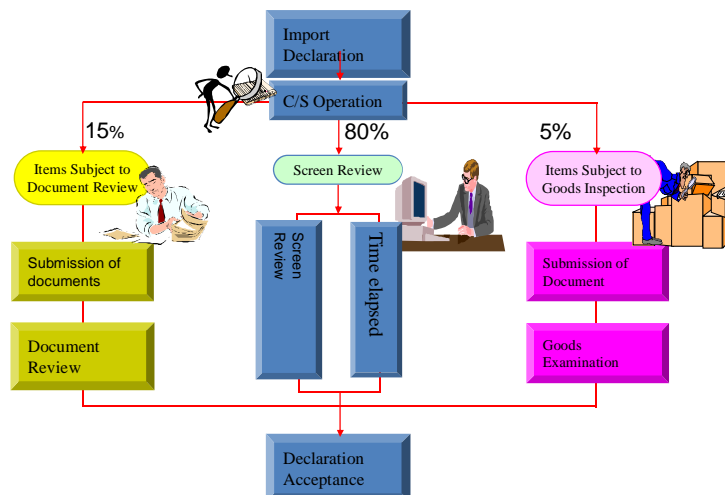 Import
Declaration
C/S Operation
15%
80%
5%
Items Subject to
Document Review
Screen Review
Items Subject to
Goods Inspection
Submission of
documents
Screen
Review
Time elapsed
Submission of
Document
Document
Review
Goods
Examination
Declaration
Acceptance